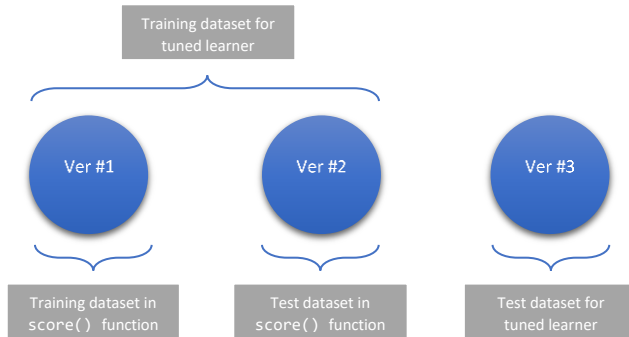 Training dataset for
tuned learner
Ver #1
Ver #2
Ver #3
Training dataset in
score() function
Test dataset in
score() function
Test dataset for
tuned learner